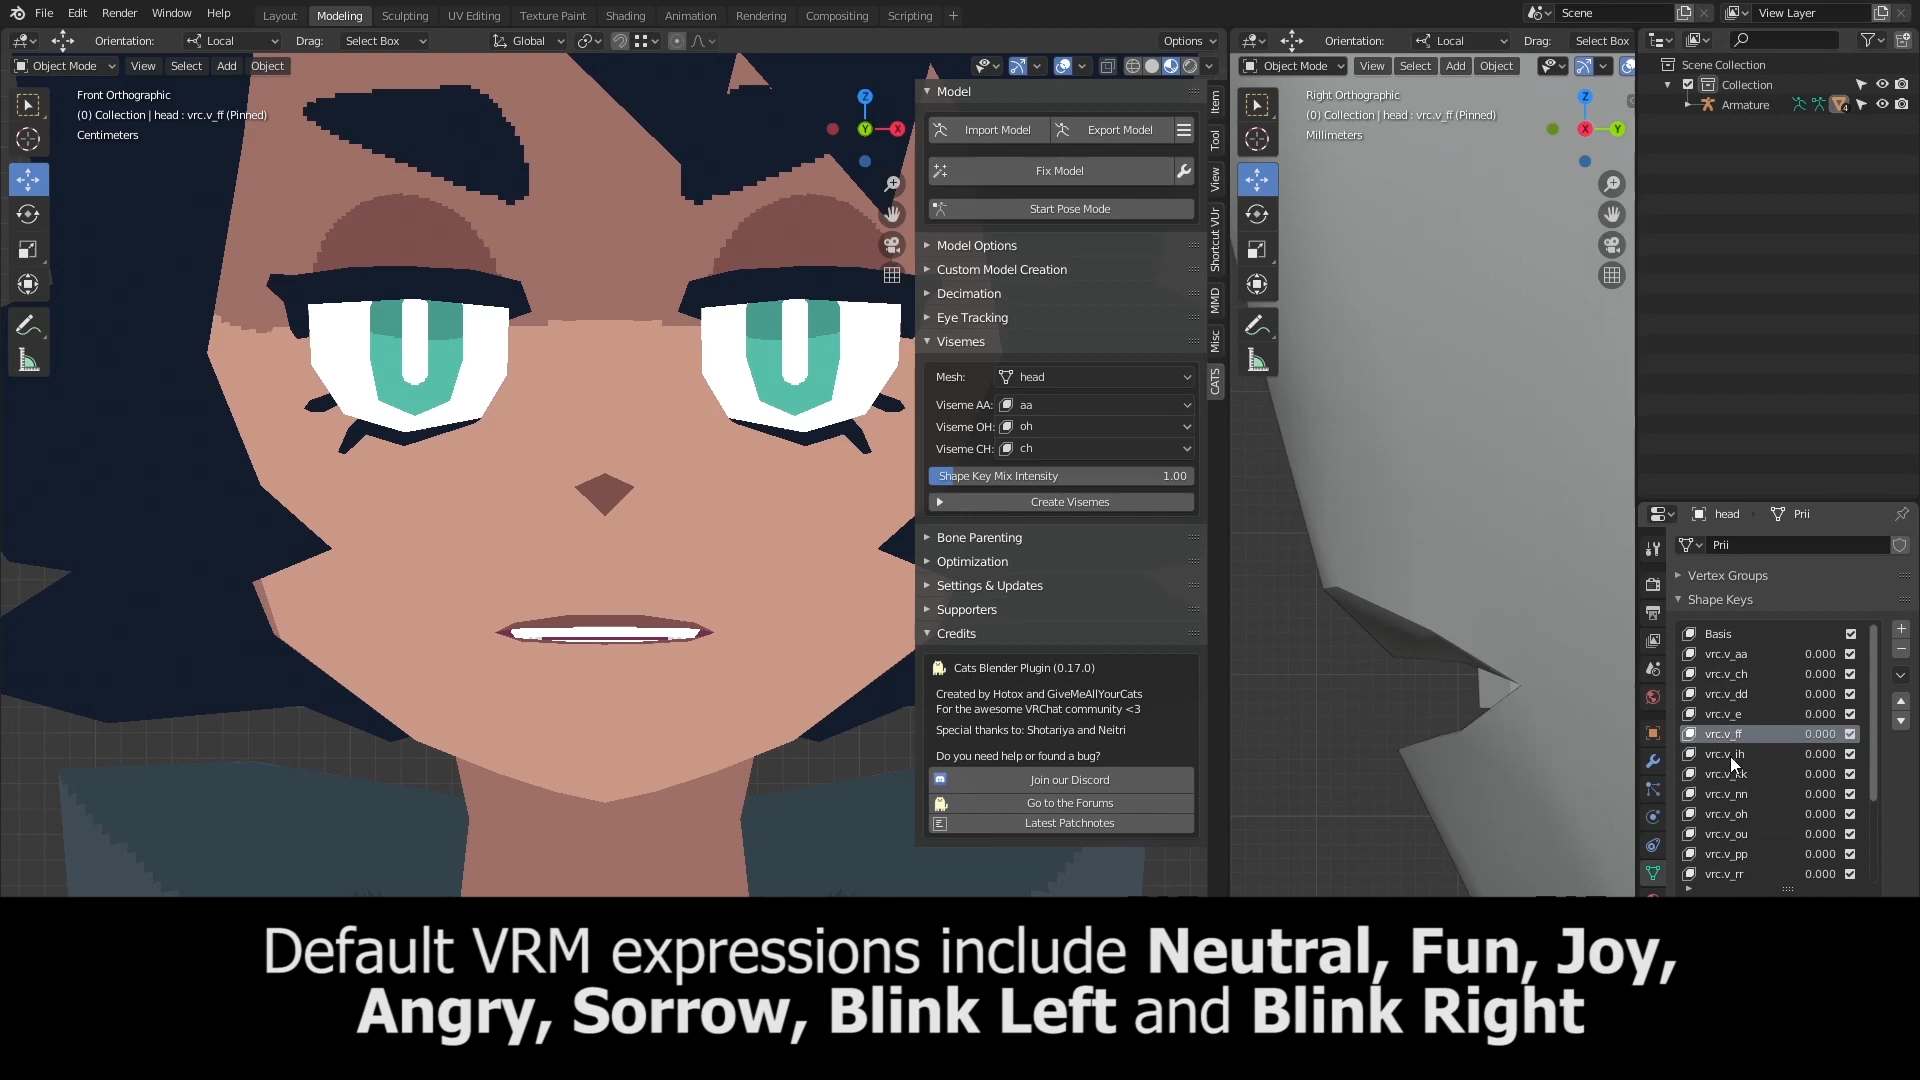 File Edit Render Window Help Layout Modeling Sculpting UV Editing Texture Paint Shading Animation Rendering Compositing Scripting + Scene View Layer
Orientation: Local Drag: Select Box Global Options
Orientation: Local Drag: Select Box
Object Mode View Select Add Object
Object Mode View Select Add Object
Front Orthographic
(0) Collection | head : vrc.v_ff (Pinned)
Centimeters
Z
Y
X
Model
Import Model Export Model
Fix Model
Start Pose Mode
Model Options
Custom Model Creation
Decimation
Eye Tracking
Visemes
Mesh: head
Viseme AA: aa
Viseme OH: oh
Viseme CH: ch
Shape Key Mix Intensity 1.00
Create Visemes
Bone Parenting
Optimization
Settings & Updates
Supporters
Credits
Cats Blender Plugin (0.17.0)
Created by Hotox and GiveMeAllYourCats
For the awesome VRChat community <3
Special thanks to: Shotariya and Neitri
Do you need help or found a bug?
Join our Discord
Go to the Forums
Latest Patchnotes
Item
Tool
View
Shortcut VUr
MMD
Misc
CATS
Right Orthographic
(0) Collection | head : vrc.v_ff (Pinned)
Millimeters
Z
X
Y
Scene Collection
Collection
Armature
4
head Prii
Prii
Vertex Groups
Shape Keys
Basis
vrc.v_aa 0.000
vrc.v_ch 0.000
vrc.v_dd 0.000
vrc.v_e 0.000
vrc.v_ff 0.000
vrc.v_ih 0.000
vrc.v_kk 0.000
vrc.v_nn 0.000
vrc.v_oh 0.000
vrc.v_ou 0.000
vrc.v_pp 0.000
vrc.v_rr 0.000
Default VRM expressions include Neutral, Fun, Joy,
Angry, Sorrow, Blink Left and Blink Right